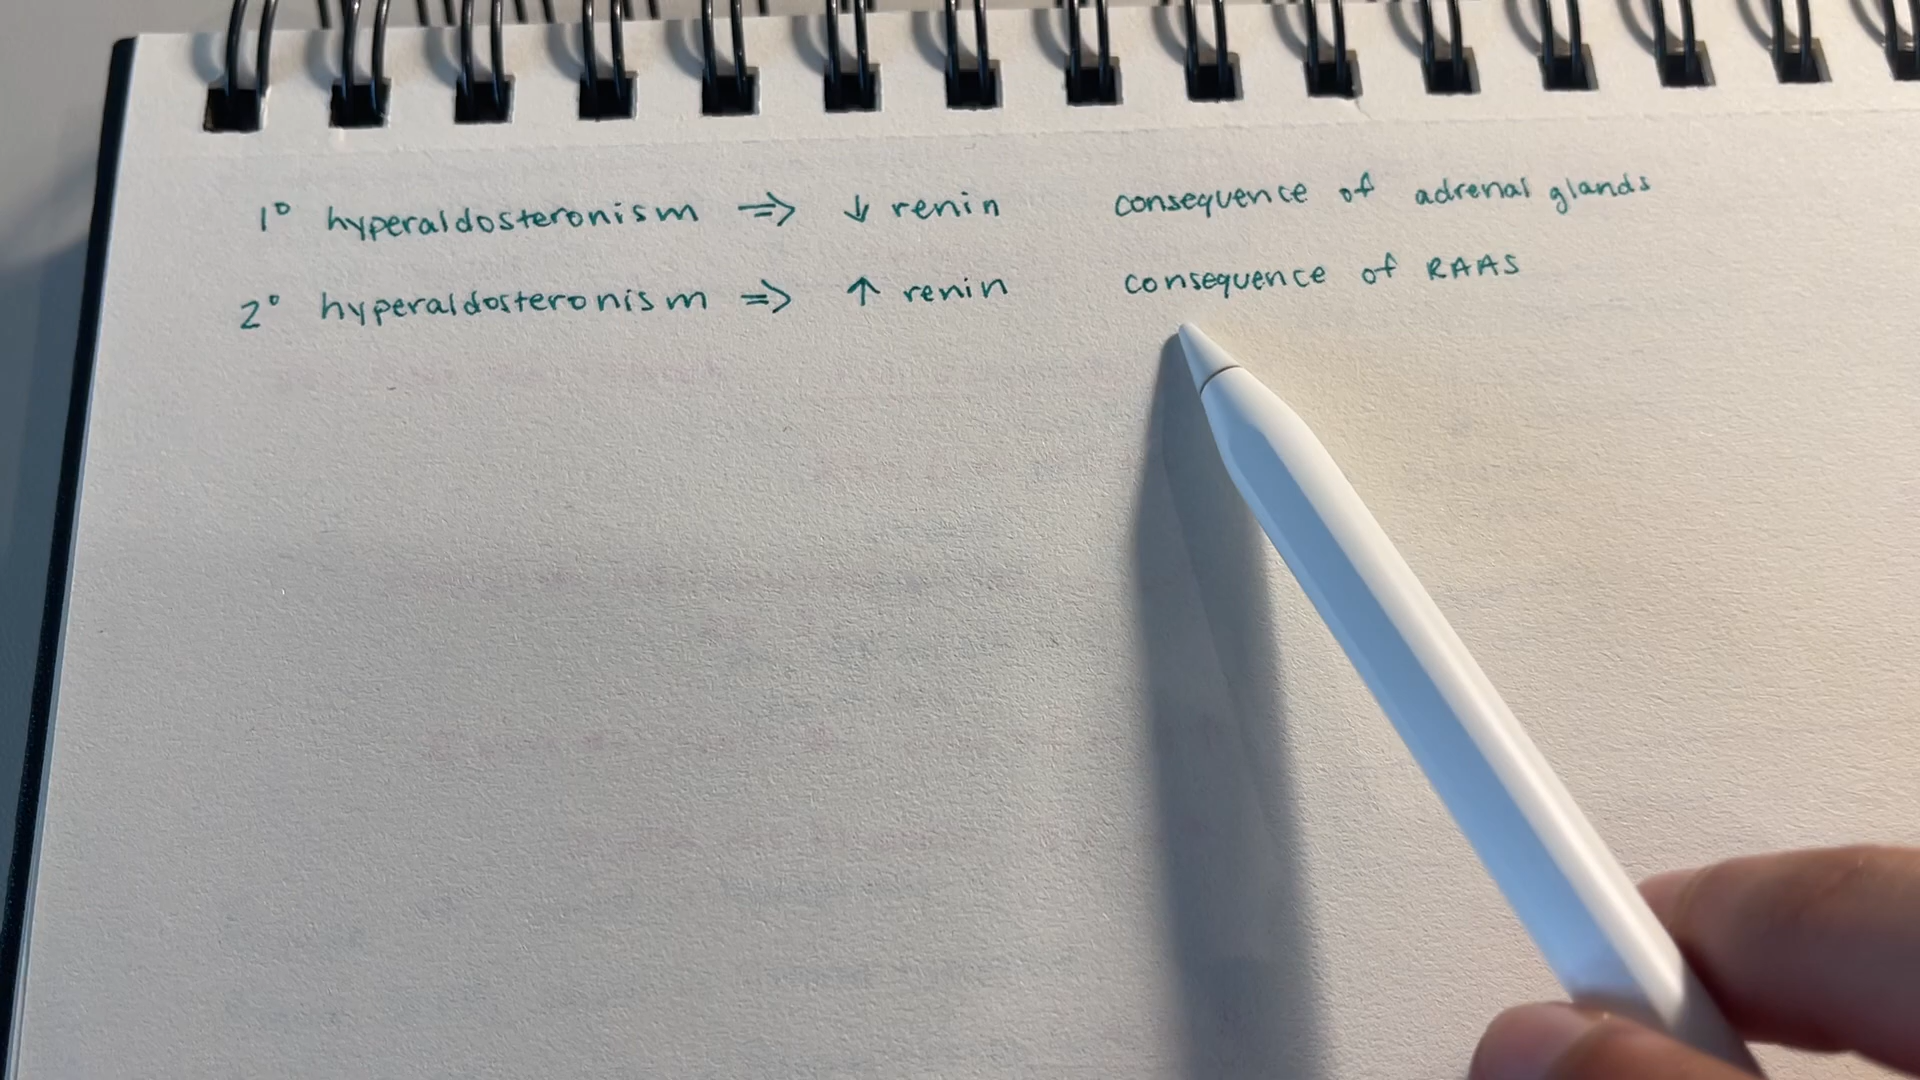 1° hyperaldosteronism => ↓ renin consequence of adrenal glands
2° hyperaldosteronism => ↑ renin consequence of RAAS